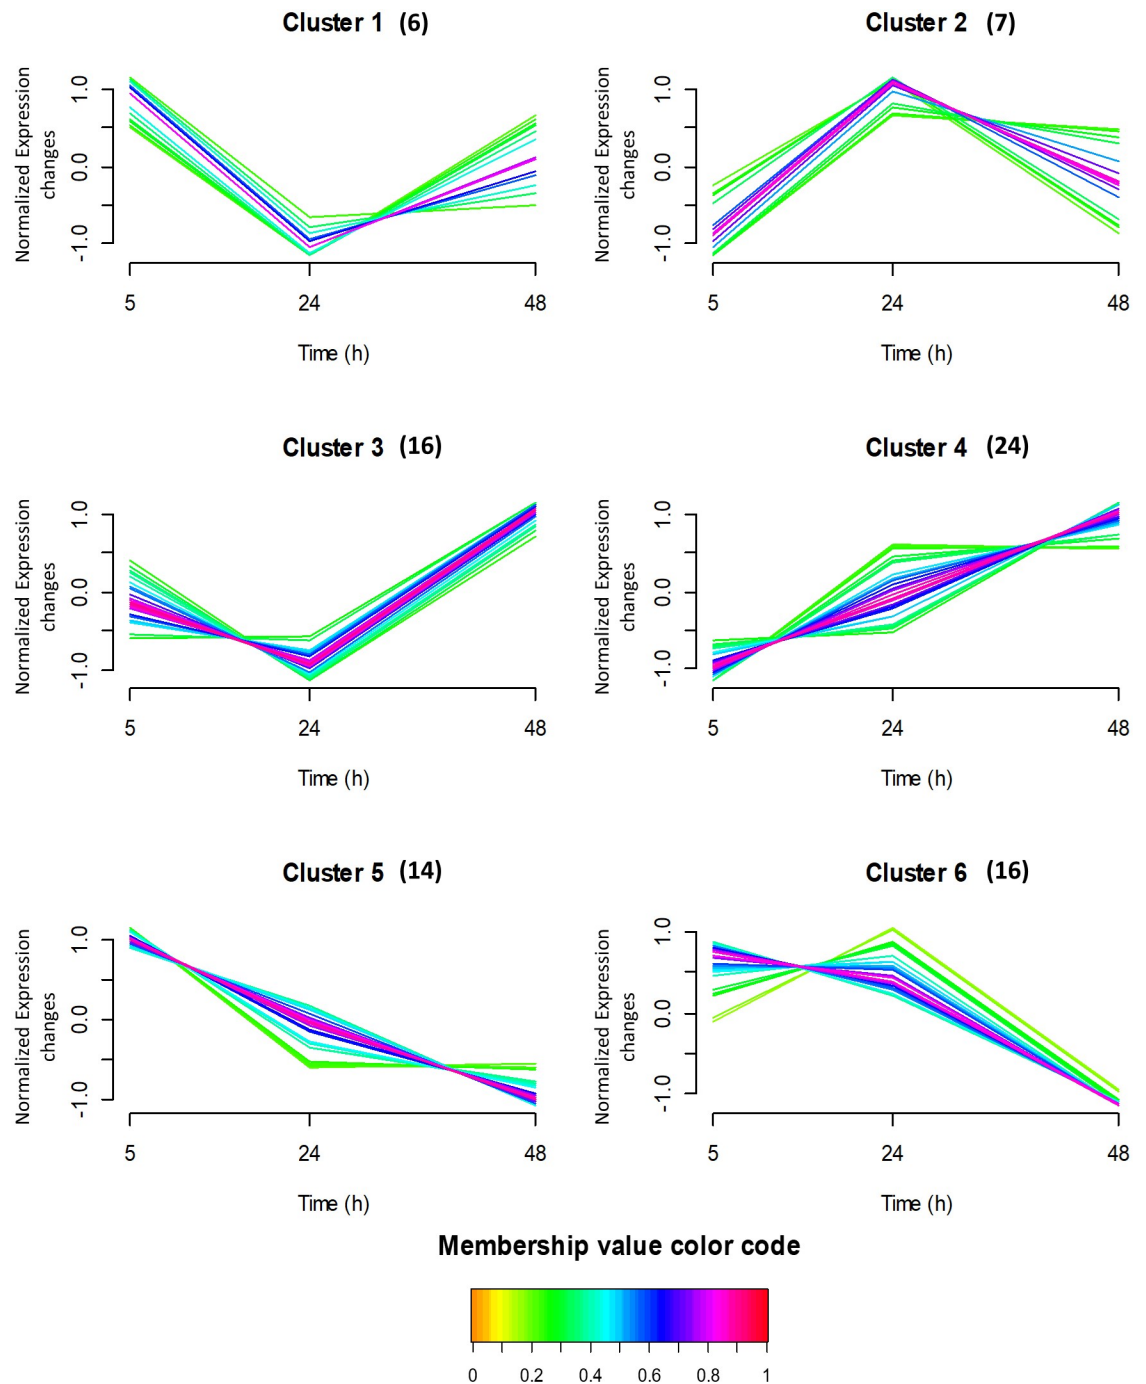 Cluster 1 (6)
Normalized Expression
changes
1.0
0.0
-1.0
5 24 48
Time (h)
Cluster 2 (7)
Normalized Expression
changes
1.0
0.0
-1.0
5 24 48
Time (h)
Cluster 3 (16)
Normalized Expression
changes
1.0
0.0
-1.0
5 24 48
Time (h)
Cluster 4 (24)
Normalized Expression
changes
1.0
0.0
-1.0
5 24 48
Time (h)
Cluster 5 (14)
Normalized Expression
changes
1.0
0.0
-1.0
5 24 48
Time (h)
Cluster 6 (16)
Normalized Expression
changes
1.0
0.0
-1.0
5 24 48
Time (h)
Membership value color code
0 0.2 0.4 0.6 0.8 1